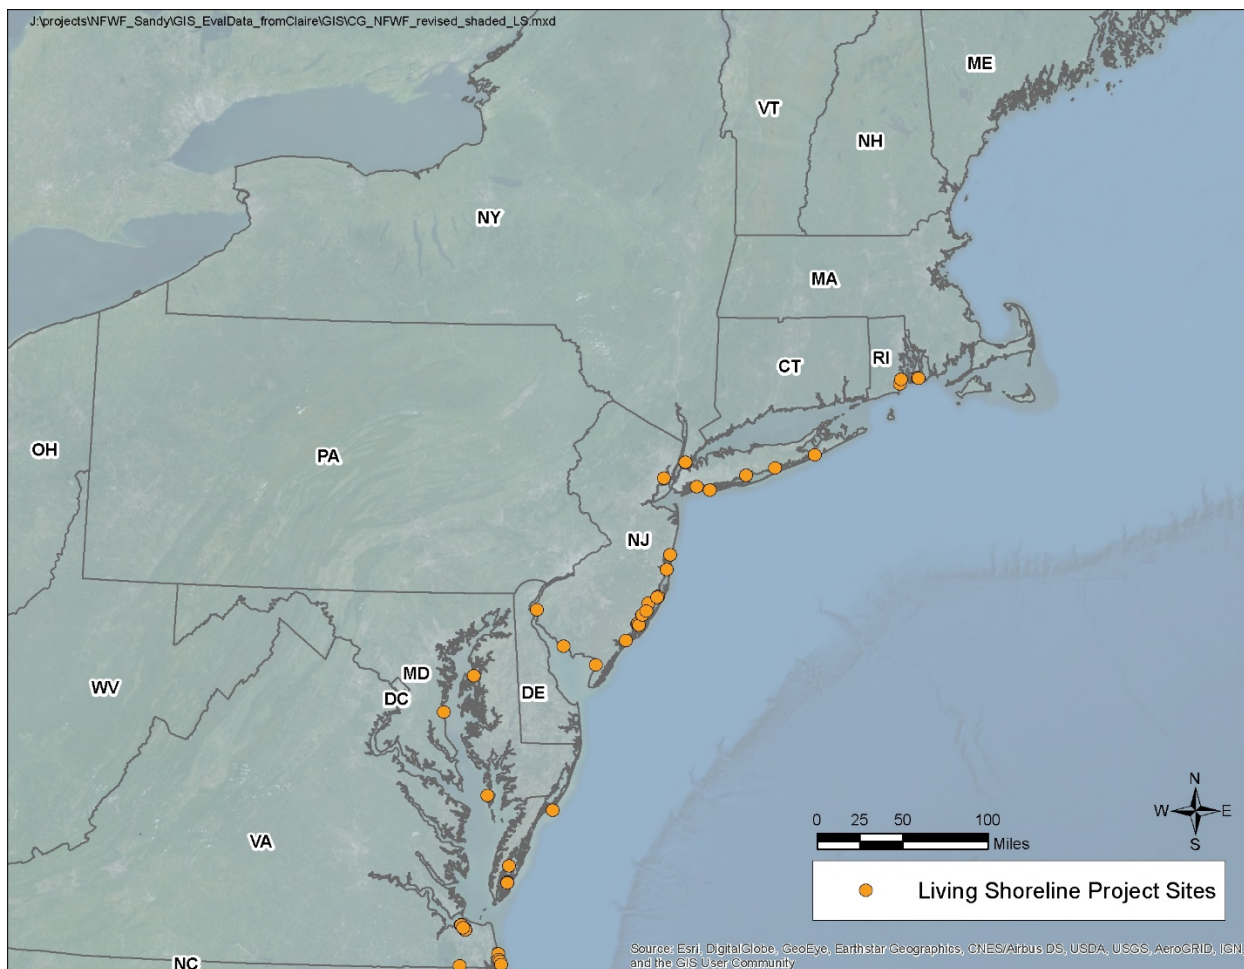 J:\projects\NFWF_Sandy\GIS_EvalData_fromClaire\GIS\CG_NFWF_revised_shaded_LS.mxd
ME
VT
NH
NY
MA
CT
RI
OH
PA
NJ
MD
DC
DE
WV
VA
NC
N
W
E
S
0 25 50 100
Miles
Living Shoreline Project Sites
Source: Esri, DigitalGlobe, GeoEye, Earthstar Geographics, CNES/Airbus DS, USDA, USGS, AeroGRID, IGN,
and the GIS User Community